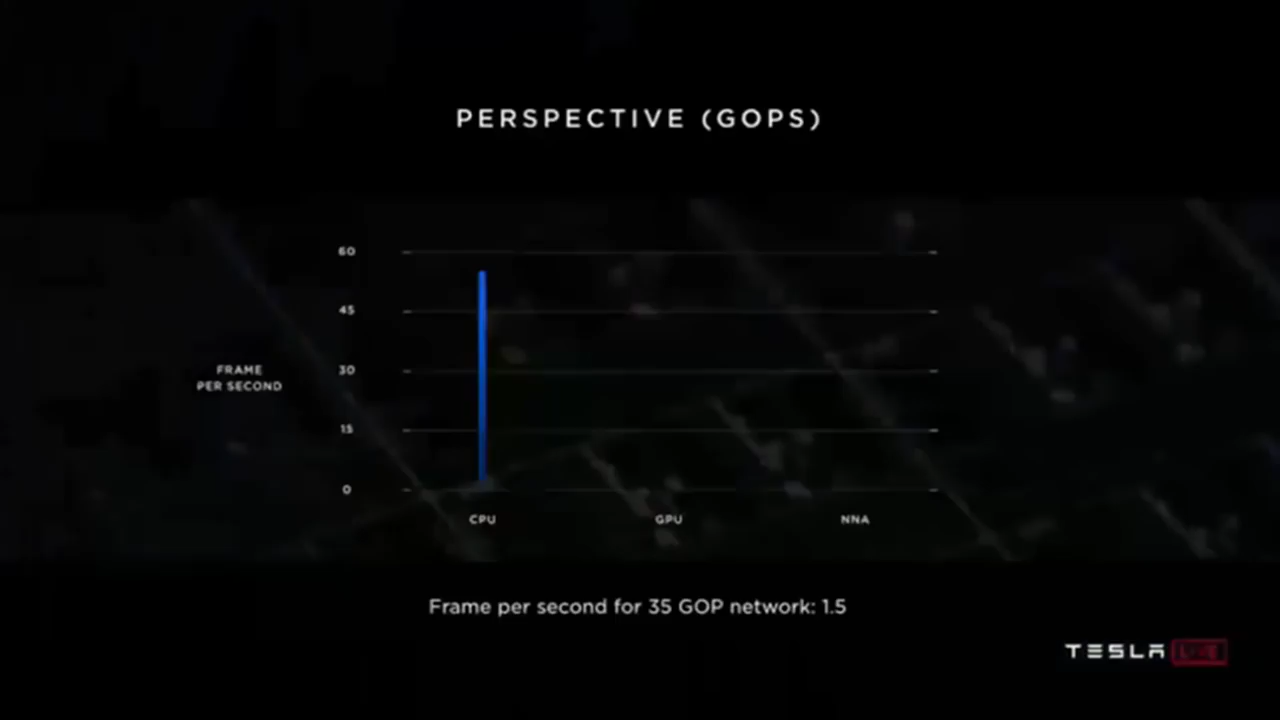 PERSPECTIVE (GOPS)
60
45
FRAME
PER SECOND
30
15
0
CPU
GPU
NNA
Frame per second for 35 GOP network: 1.5
TESLA LIVE